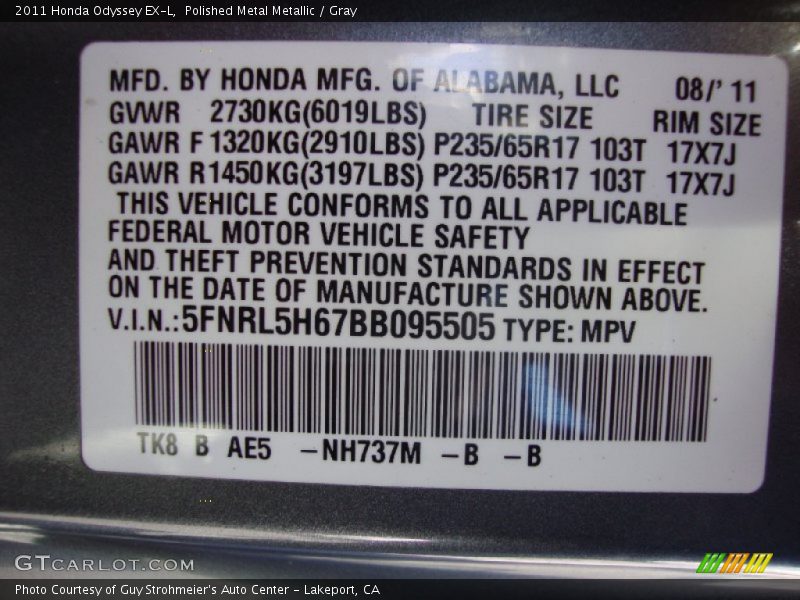 2011 Honda Odyssey EX-L, Polished Metal Metallic / Gray
MFD. BY HONDA MFG. OF ALABAMA, LLC 08/' 11
GVWR 2730KG(6019LBS) TIRE SIZE RIM SIZE
GAWR F 1320KG(2910LBS) P235/65R17 103T 17X7J
GAWR R1450KG(3197LBS) P235/65R17 103T 17X7J
THIS VEHICLE CONFORMS TO ALL APPLICABLE
FEDERAL MOTOR VEHICLE SAFETY
AND THEFT PREVENTION STANDARDS IN EFFECT
ON THE DATE OF MANUFACTURE SHOWN ABOVE.
V.I.N.:5FNRL5H67BB095505 TYPE: MPV
TK8 B AE5 -NH737M -B -B
GTCARLOT.COM
Photo Courtesy of Guy Strohmeier's Auto Center - Lakeport, CA